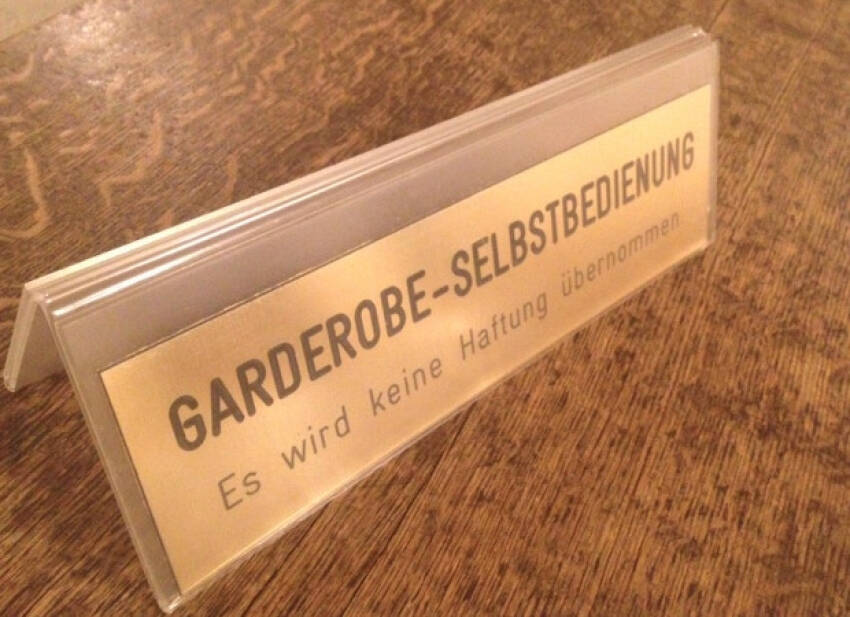 GARDEROBE-SELBSTBEDIENUNG
Es wird keine Haftung übernommen